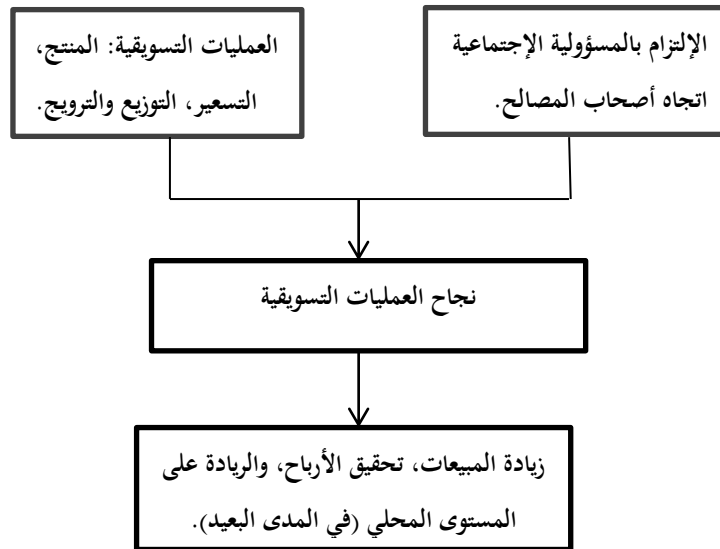 الإلتزام بالمسؤولية الإجتماعية
اتجاه أصحاب المصالح.
العمليات التسويقية: المنتج،
التسعير، التوزيع والترويج.
نجاح العمليات التسويقية
زيادة المبيعات، تحقيق الأرباح، والريادة على
المستوى المحلي (في المدى البعيد).